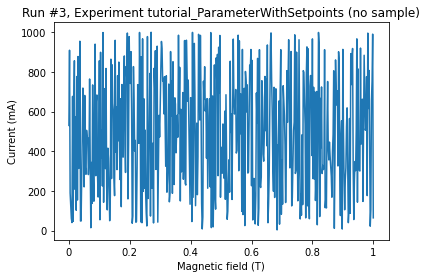 Run #3, Experiment tutorial_ParameterWithSetpoints (no sample)
1000
800
600
400
200
0
Current (mA)
0 0.2 0.4 0.6 0.8 1
Magnetic field (T)